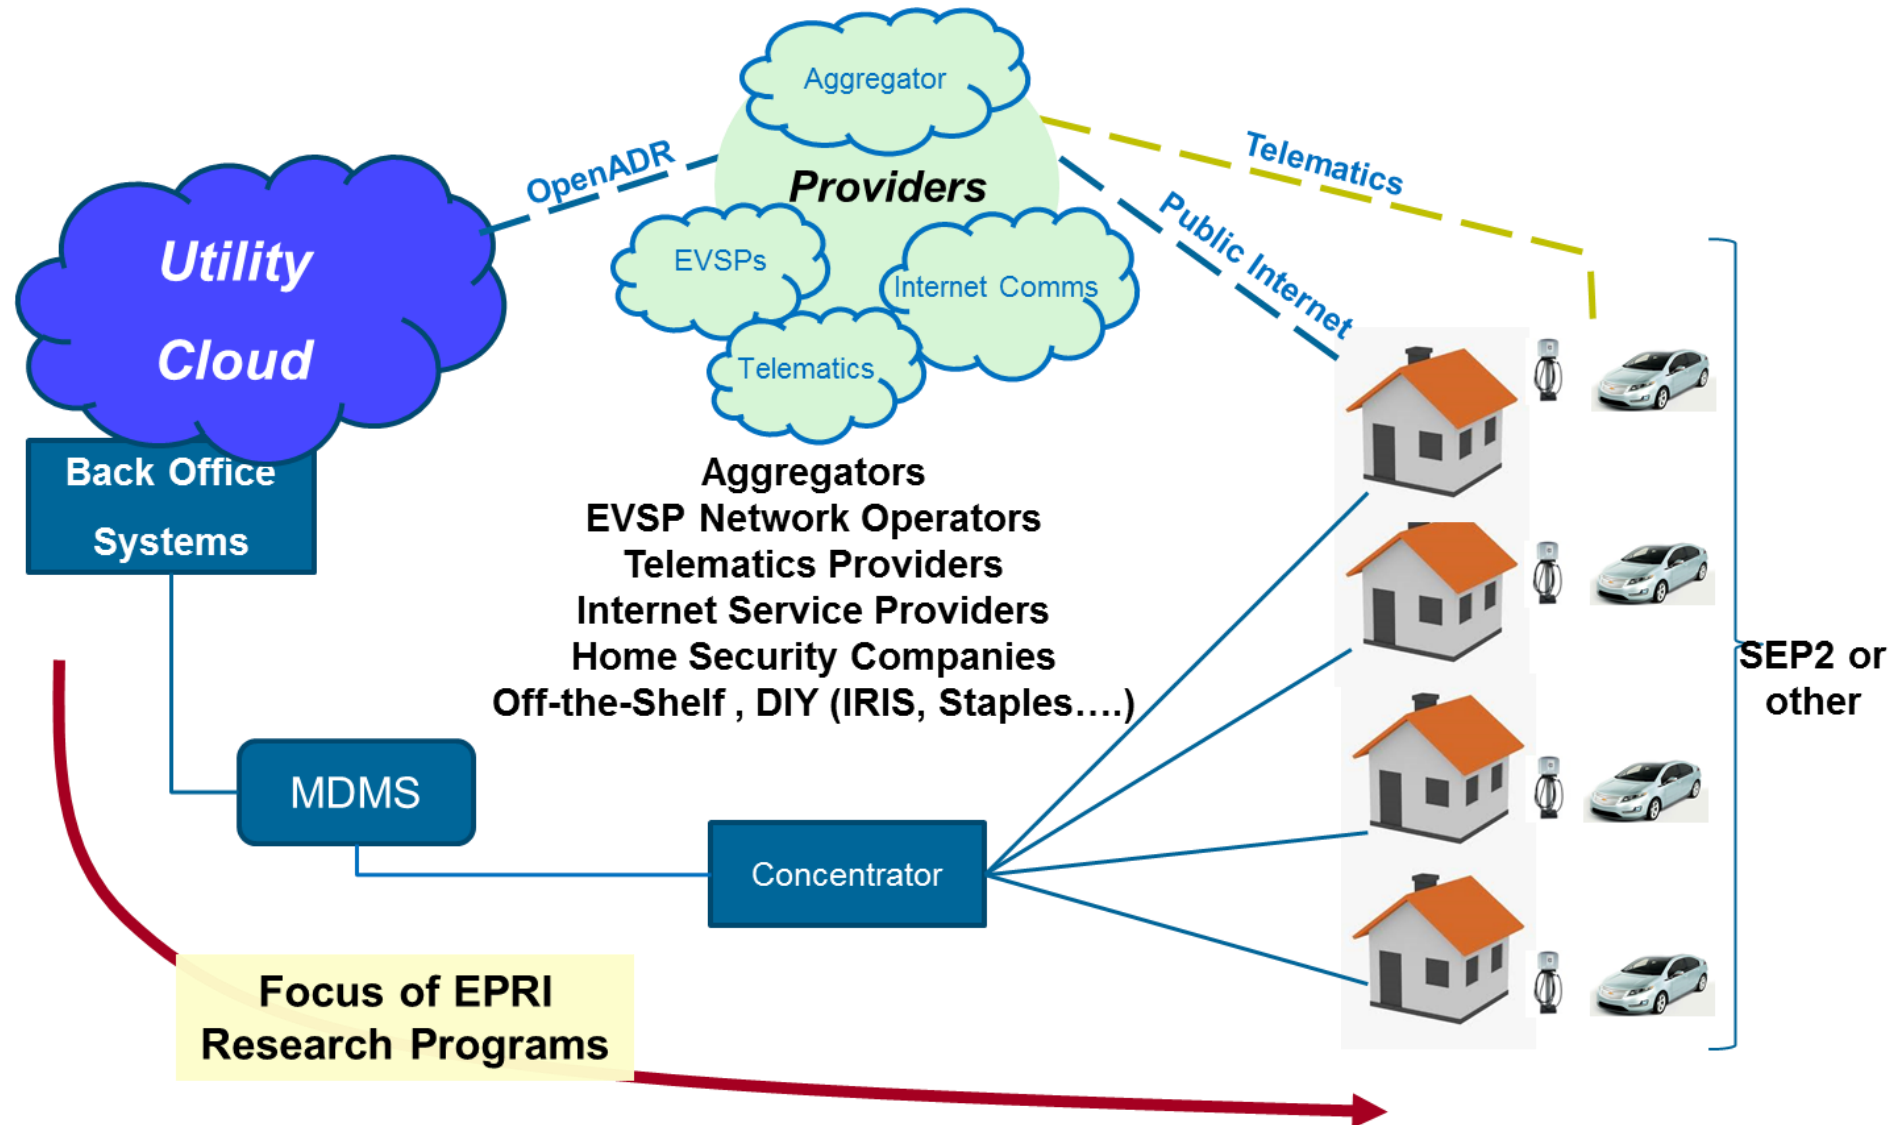 Aggregator
Telematics
OpenADR
Providers
Public Internet
Utility
Cloud
EVSPs
Internet Comms
Telematics
Back Office
Systems
Aggregators
EVSP Network Operators
Telematics Providers
Internet Service Providers
Home Security Companies
Off-the-Shelf , DIY (IRIS, Staples....)
SEP2 or
other
MDMS
Concentrator
Focus of EPRI
Research Programs